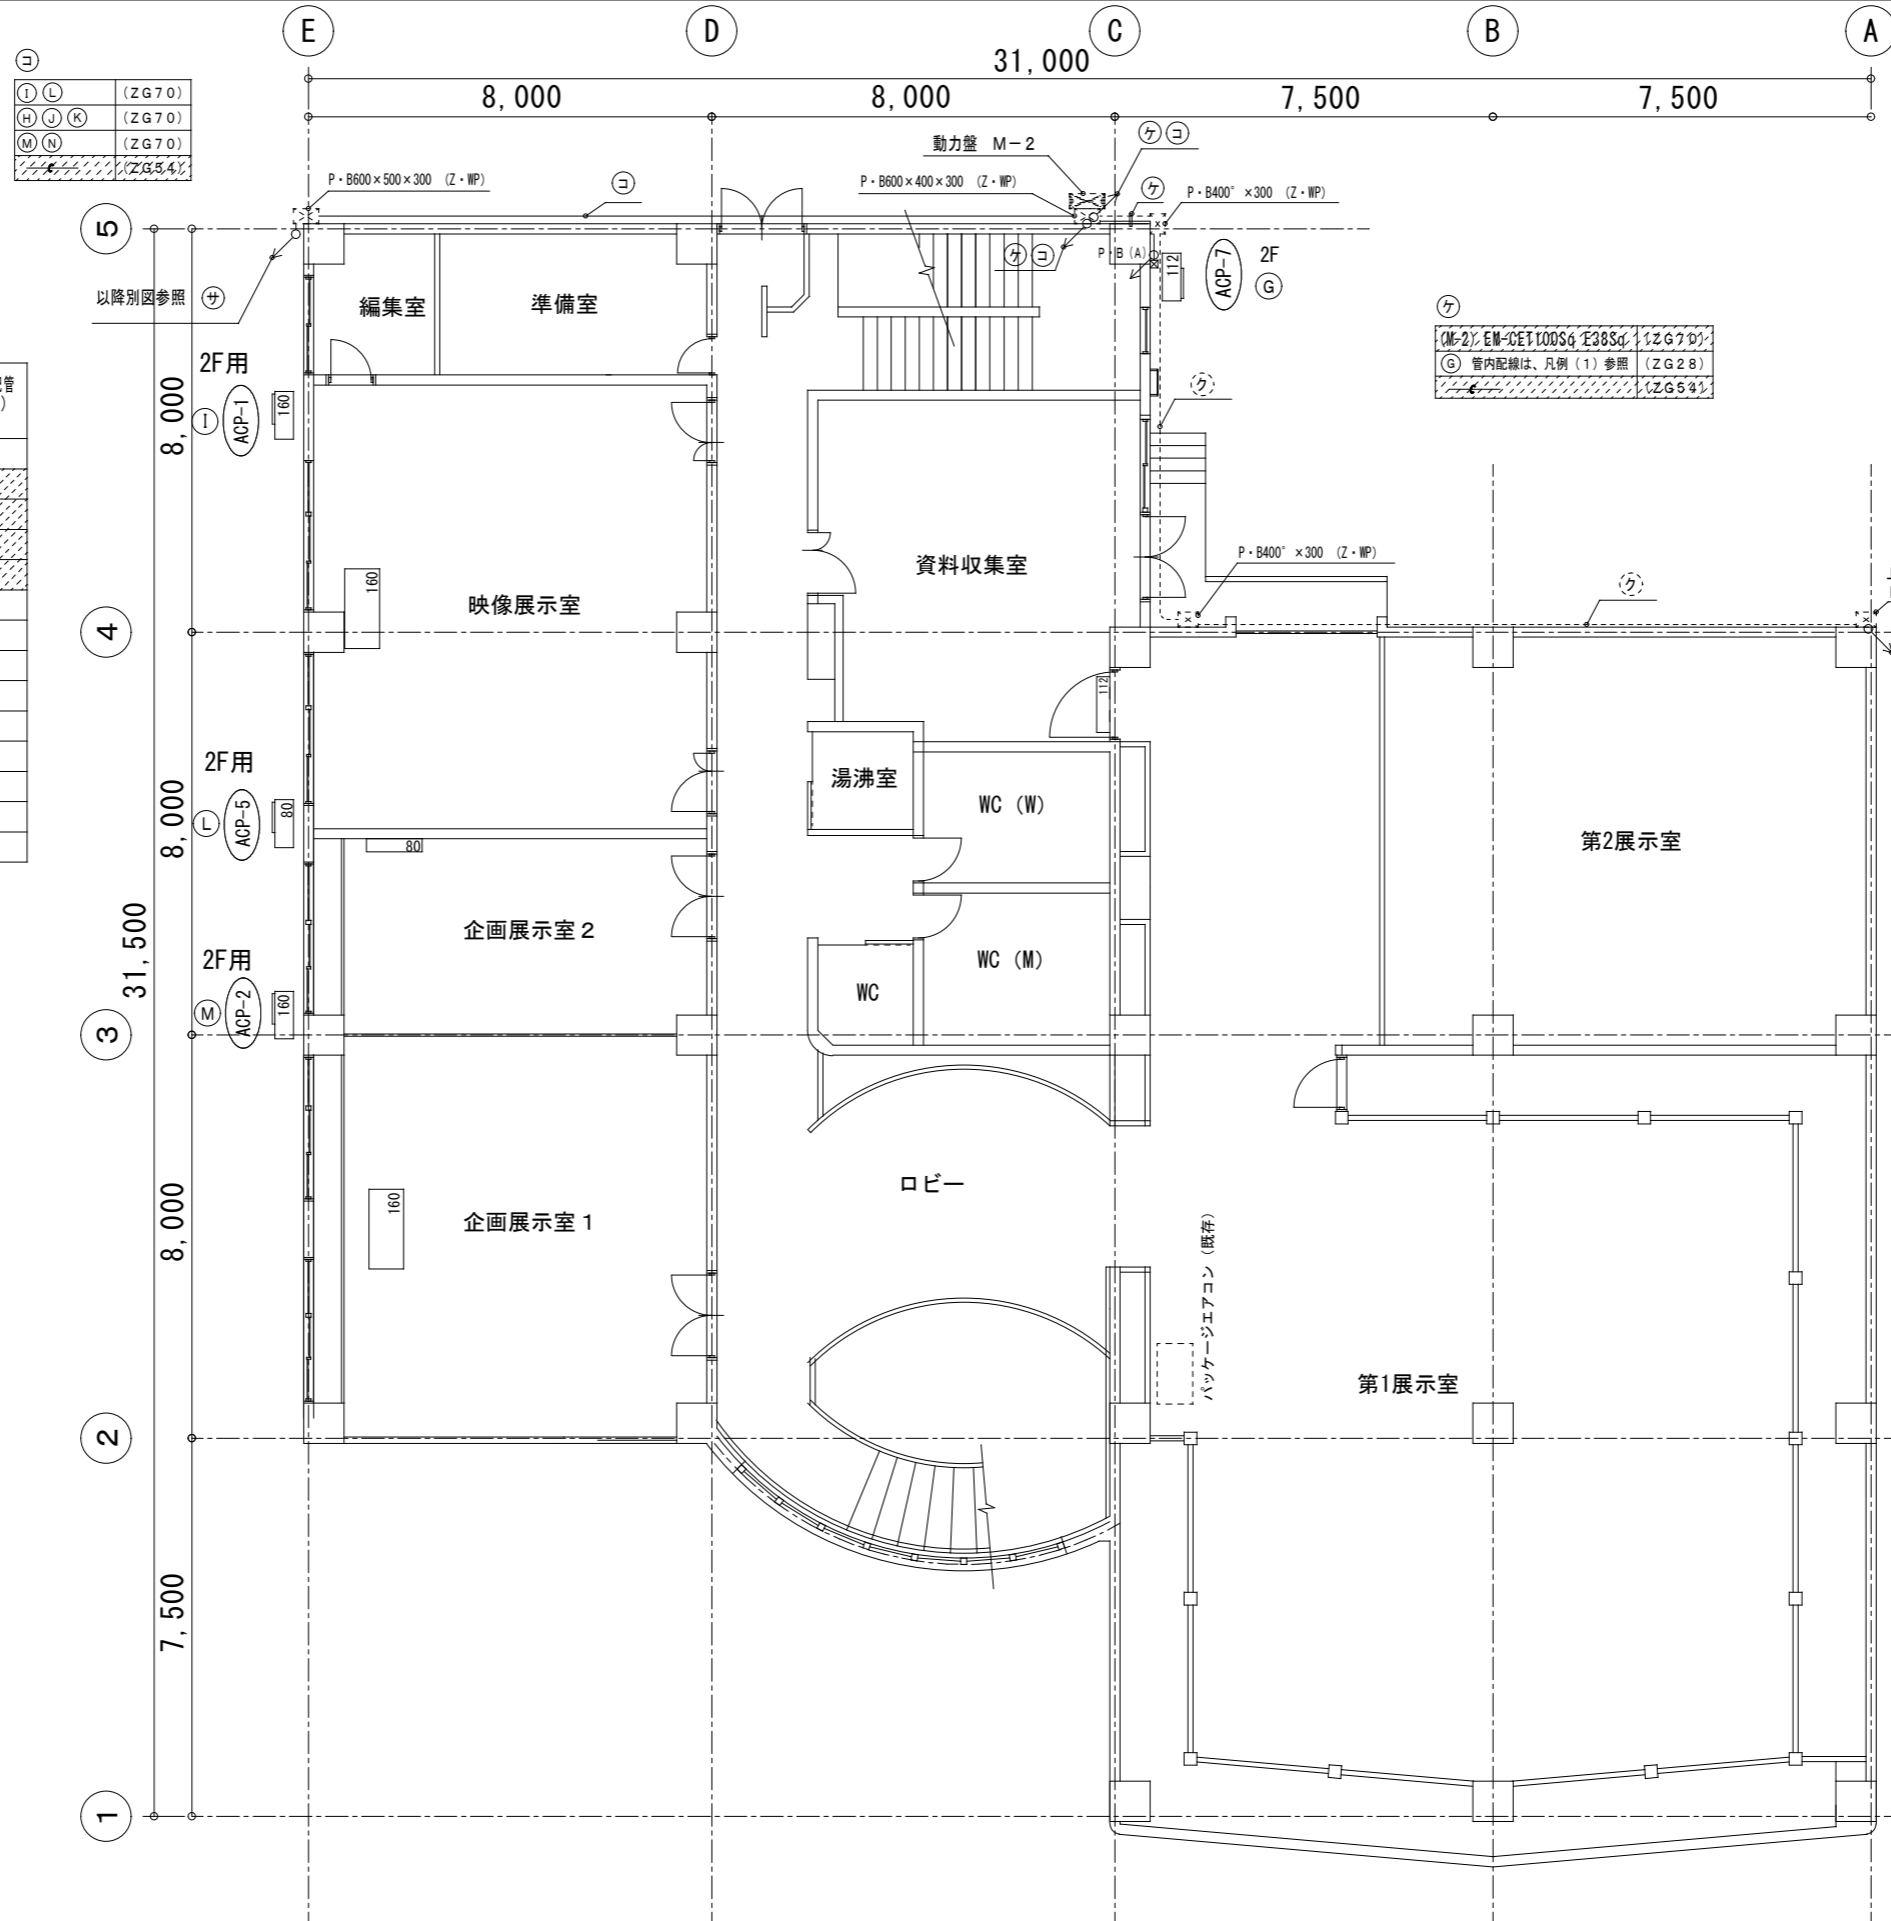 E
D
C
B
A
31,000
8,000
8,000
7,500
7,500
コ
I L (ZG70)
H J K (ZG70)
M N (ZG70)
(ZG54)
動力盤 M−2
ケ コ
P・B600×500×300 (Z・WP)
コ
P・B600×400×300 (Z・WP)
ケ
P・B400°×300 (Z・WP)
5
ケ コ
P・B(A)
112
ACP-7
2F
G
以降別図参照 サ
編集室
準備室
ケ
(M-2) EM-CET100Sq E38Sq (ZG70)
G 管内配線は、凡例(1)参照 (ZG28)
(ZG54)
管
)
2F用
I
ACP-1
160
8,000
ク
資料収集室
P・B400°×300 (Z・WP)
ク
映像展示室
160
4
112
2F用
L
ACP-5
80
8,000
湯沸室
WC (W)
第2展示室
80
31,500
企画展示室2
2F用
M
ACP-2
160
WC (M)
WC
3
8,000
ロビー
160
企画展示室1
パッケージエアコン(既存)
第1展示室
2
7,500
1